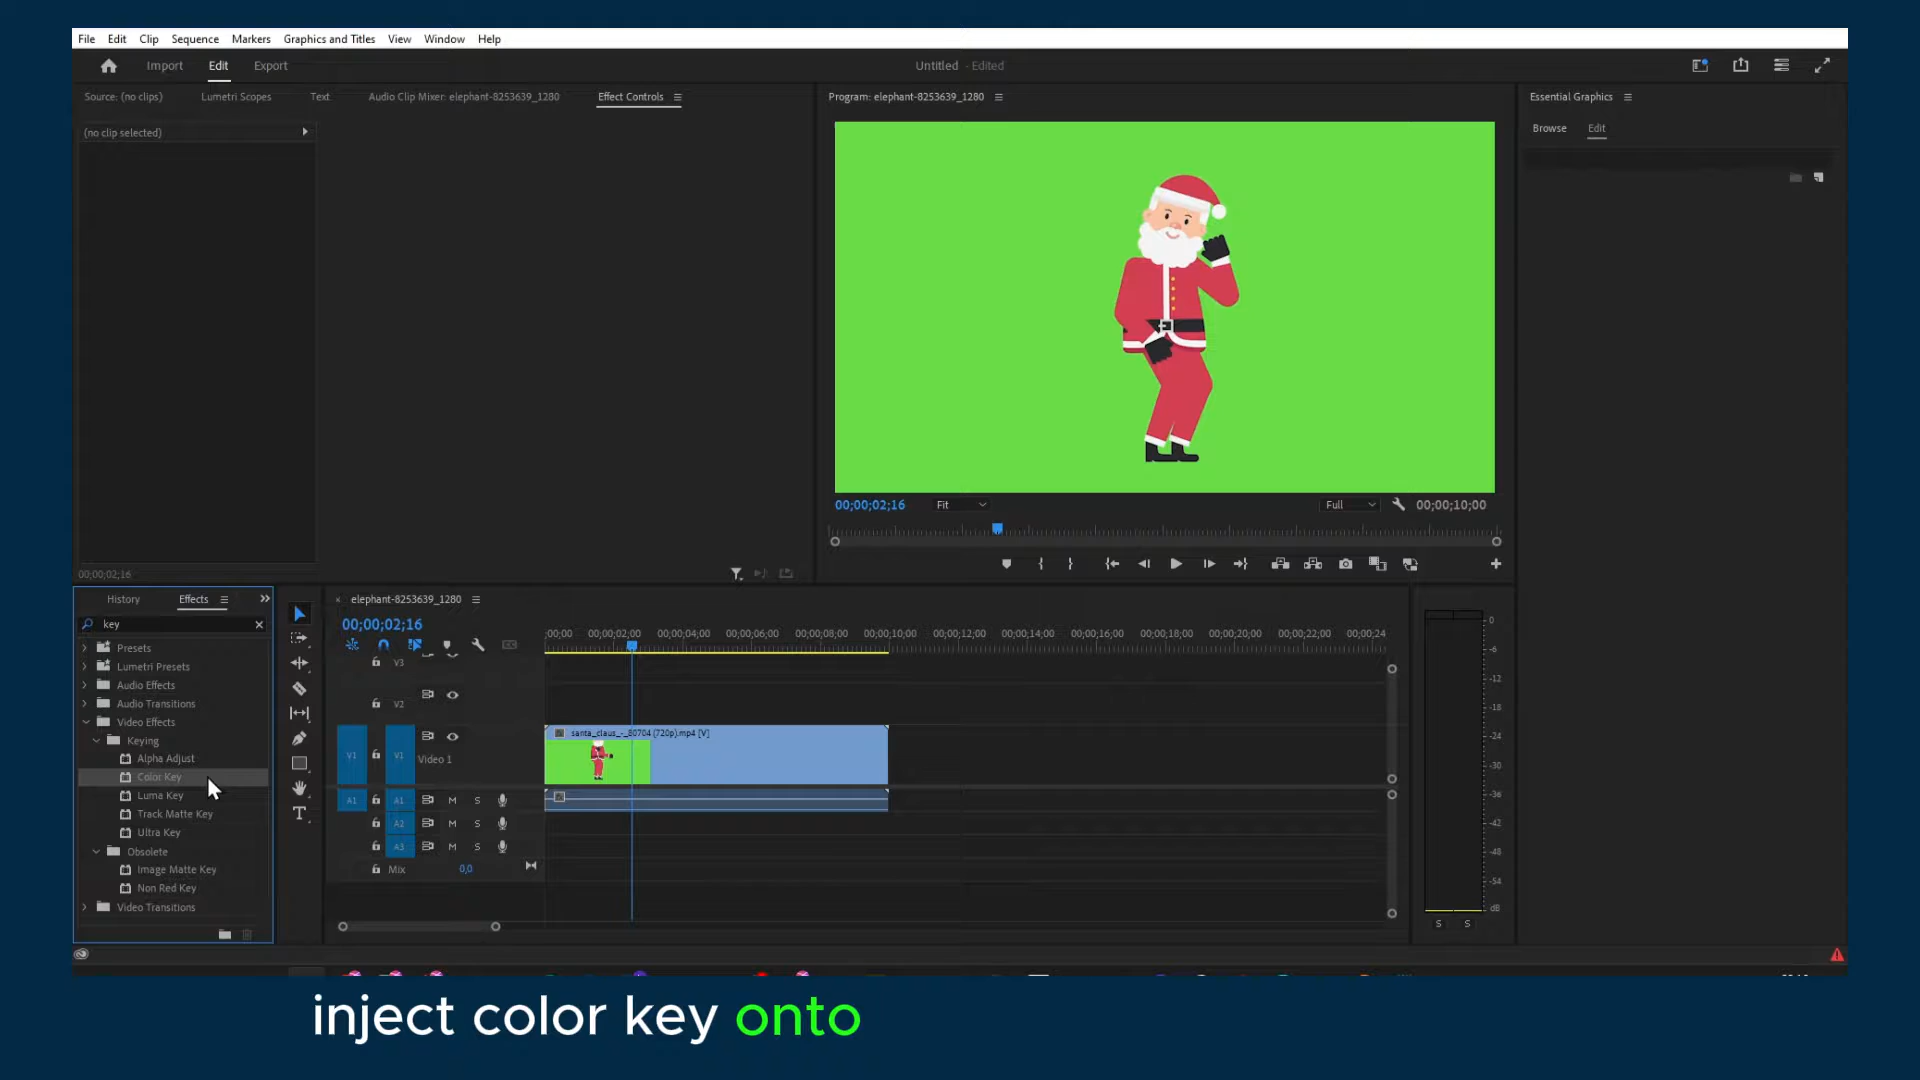 File Edit Clip Sequence Markers Graphics and Titles View Window Help
Import Edit Export
Untitled - Edited
Source: (no clips) Lumetri Scopes Text Audio Clip Mixer: elephant-8253639_1280 Effect Controls
Program: elephant-8253639_1280
Essential Graphics
(no clip selected)
Browse Edit
00;00;02;16 Fit Full 00;00;10;00
00;00;02;16
History Effects
elephant-8253639_1280
key
00;00;02;16
;00;00 00;00;02;00 00;00;04;00 00;00;06;00 00;00;08;00 00;00;10;00 00;00;12;00 00;00;14;00 00;00;16;00 00;00;18;00 00;00;20;00 00;00;22;00 00;00;24
Presets
Lumetri Presets
Audio Effects
Audio Transitions
Video Effects
Keying
Alpha Adjust
Color Key
Luma Key
Track Matte Key
Ultra Key
Obsolete
Image Matte Key
Non Red Key
Video Transitions
V3
V2
V1 V1 Video 1
santa_claus_-_80704 (720p).mp4 [V]
A1 A1 M S
A2 M S
A3 M S
Mix 0,0
0
-6
-12
-18
-24
-30
-36
-42
-48
-54
dB
S S
inject color key onto